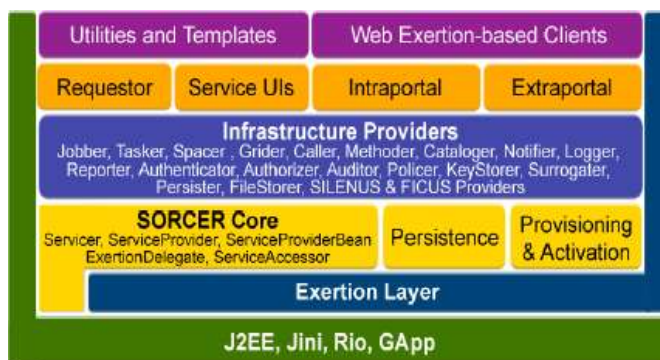 Utilities and Templates
Web Exertion-based Clients
Requestor
Service UIs
Intraportal
Extraportal
Infrastructure Providers
Jobber, Tasker, Spacer , Grider, Caller, Methoder, Cataloger, Notifier, Logger,
Reporter, Authenticator, Authorizer, Auditor, Policer, KeyStorer, Surrogater,
Persister, FileStorer, SILENUS & FICUS Providers
SORCER Core
Servicer, ServiceProvider, ServiceProviderBean
ExertionDelegate, ServiceAccessor
Persistence
Provisioning
& Activation
Exertion Layer
J2EE, Jini, Rio, GApp